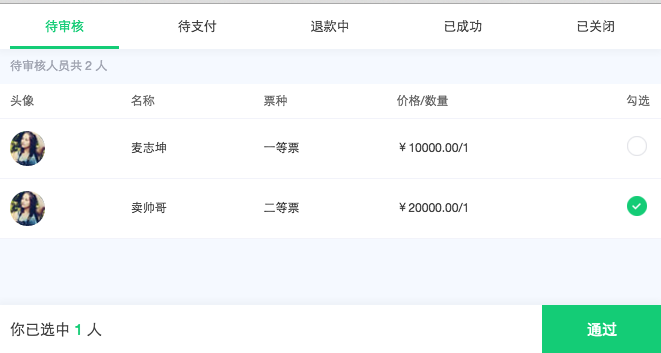 待审核 待支付 退款中 已成功 已关闭
待审核人员共 2 人
头像 名称 票种 价格/数量 勾选
麦志坤 一等票 ￥10000.00/1
卖帅哥 二等票 ￥20000.00/1
你已选中 1 人 通过